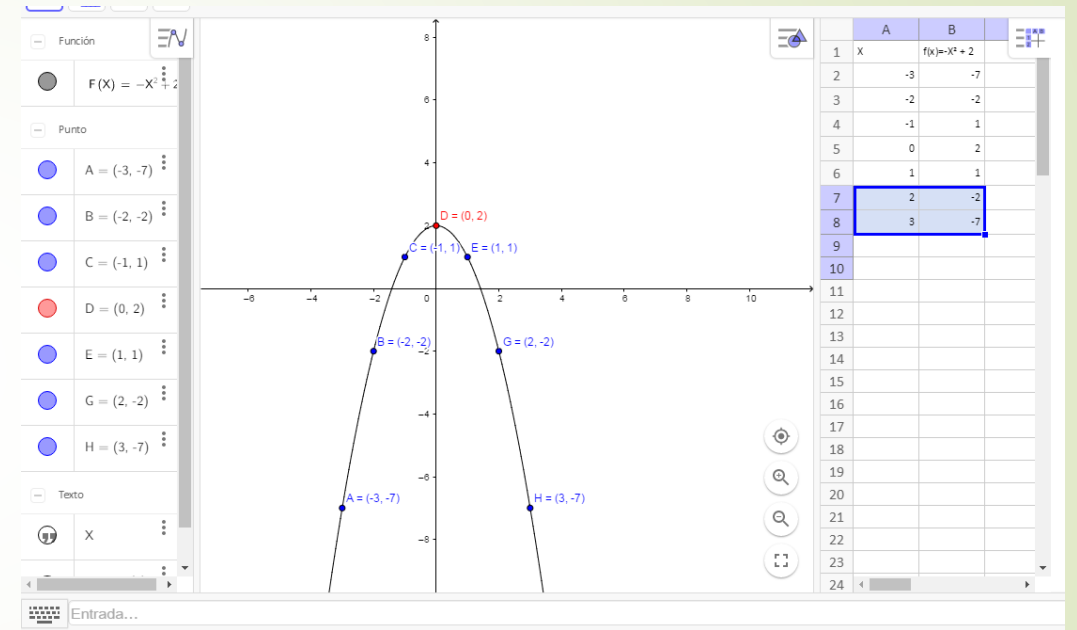 Función
F(X) = −X² + 2
Punto
A = (-3, -7)
B = (-2, -2)
C = (-1, 1)
D = (0, 2)
E = (1, 1)
G = (2, -2)
H = (3, -7)
Texto
X
8
6
4
2
D = (0, 2)
C = (-1, 1)
E = (1, 1)
−6 −4 −2 0 2 4 6 8 10
B = (-2, -2)
G = (2, -2)
−2
−4
−6
A = (-3, -7)
H = (3, -7)
−8
A B
1 X f(x)=-X² + 2
2 -3 -7
3 -2 -2
4 -1 1
5 0 2
6 1 1
7 2 -2
8 3 -7
9
10
11
12
13
14
15
16
17
18
19
20
21
22
23
24
Entrada...